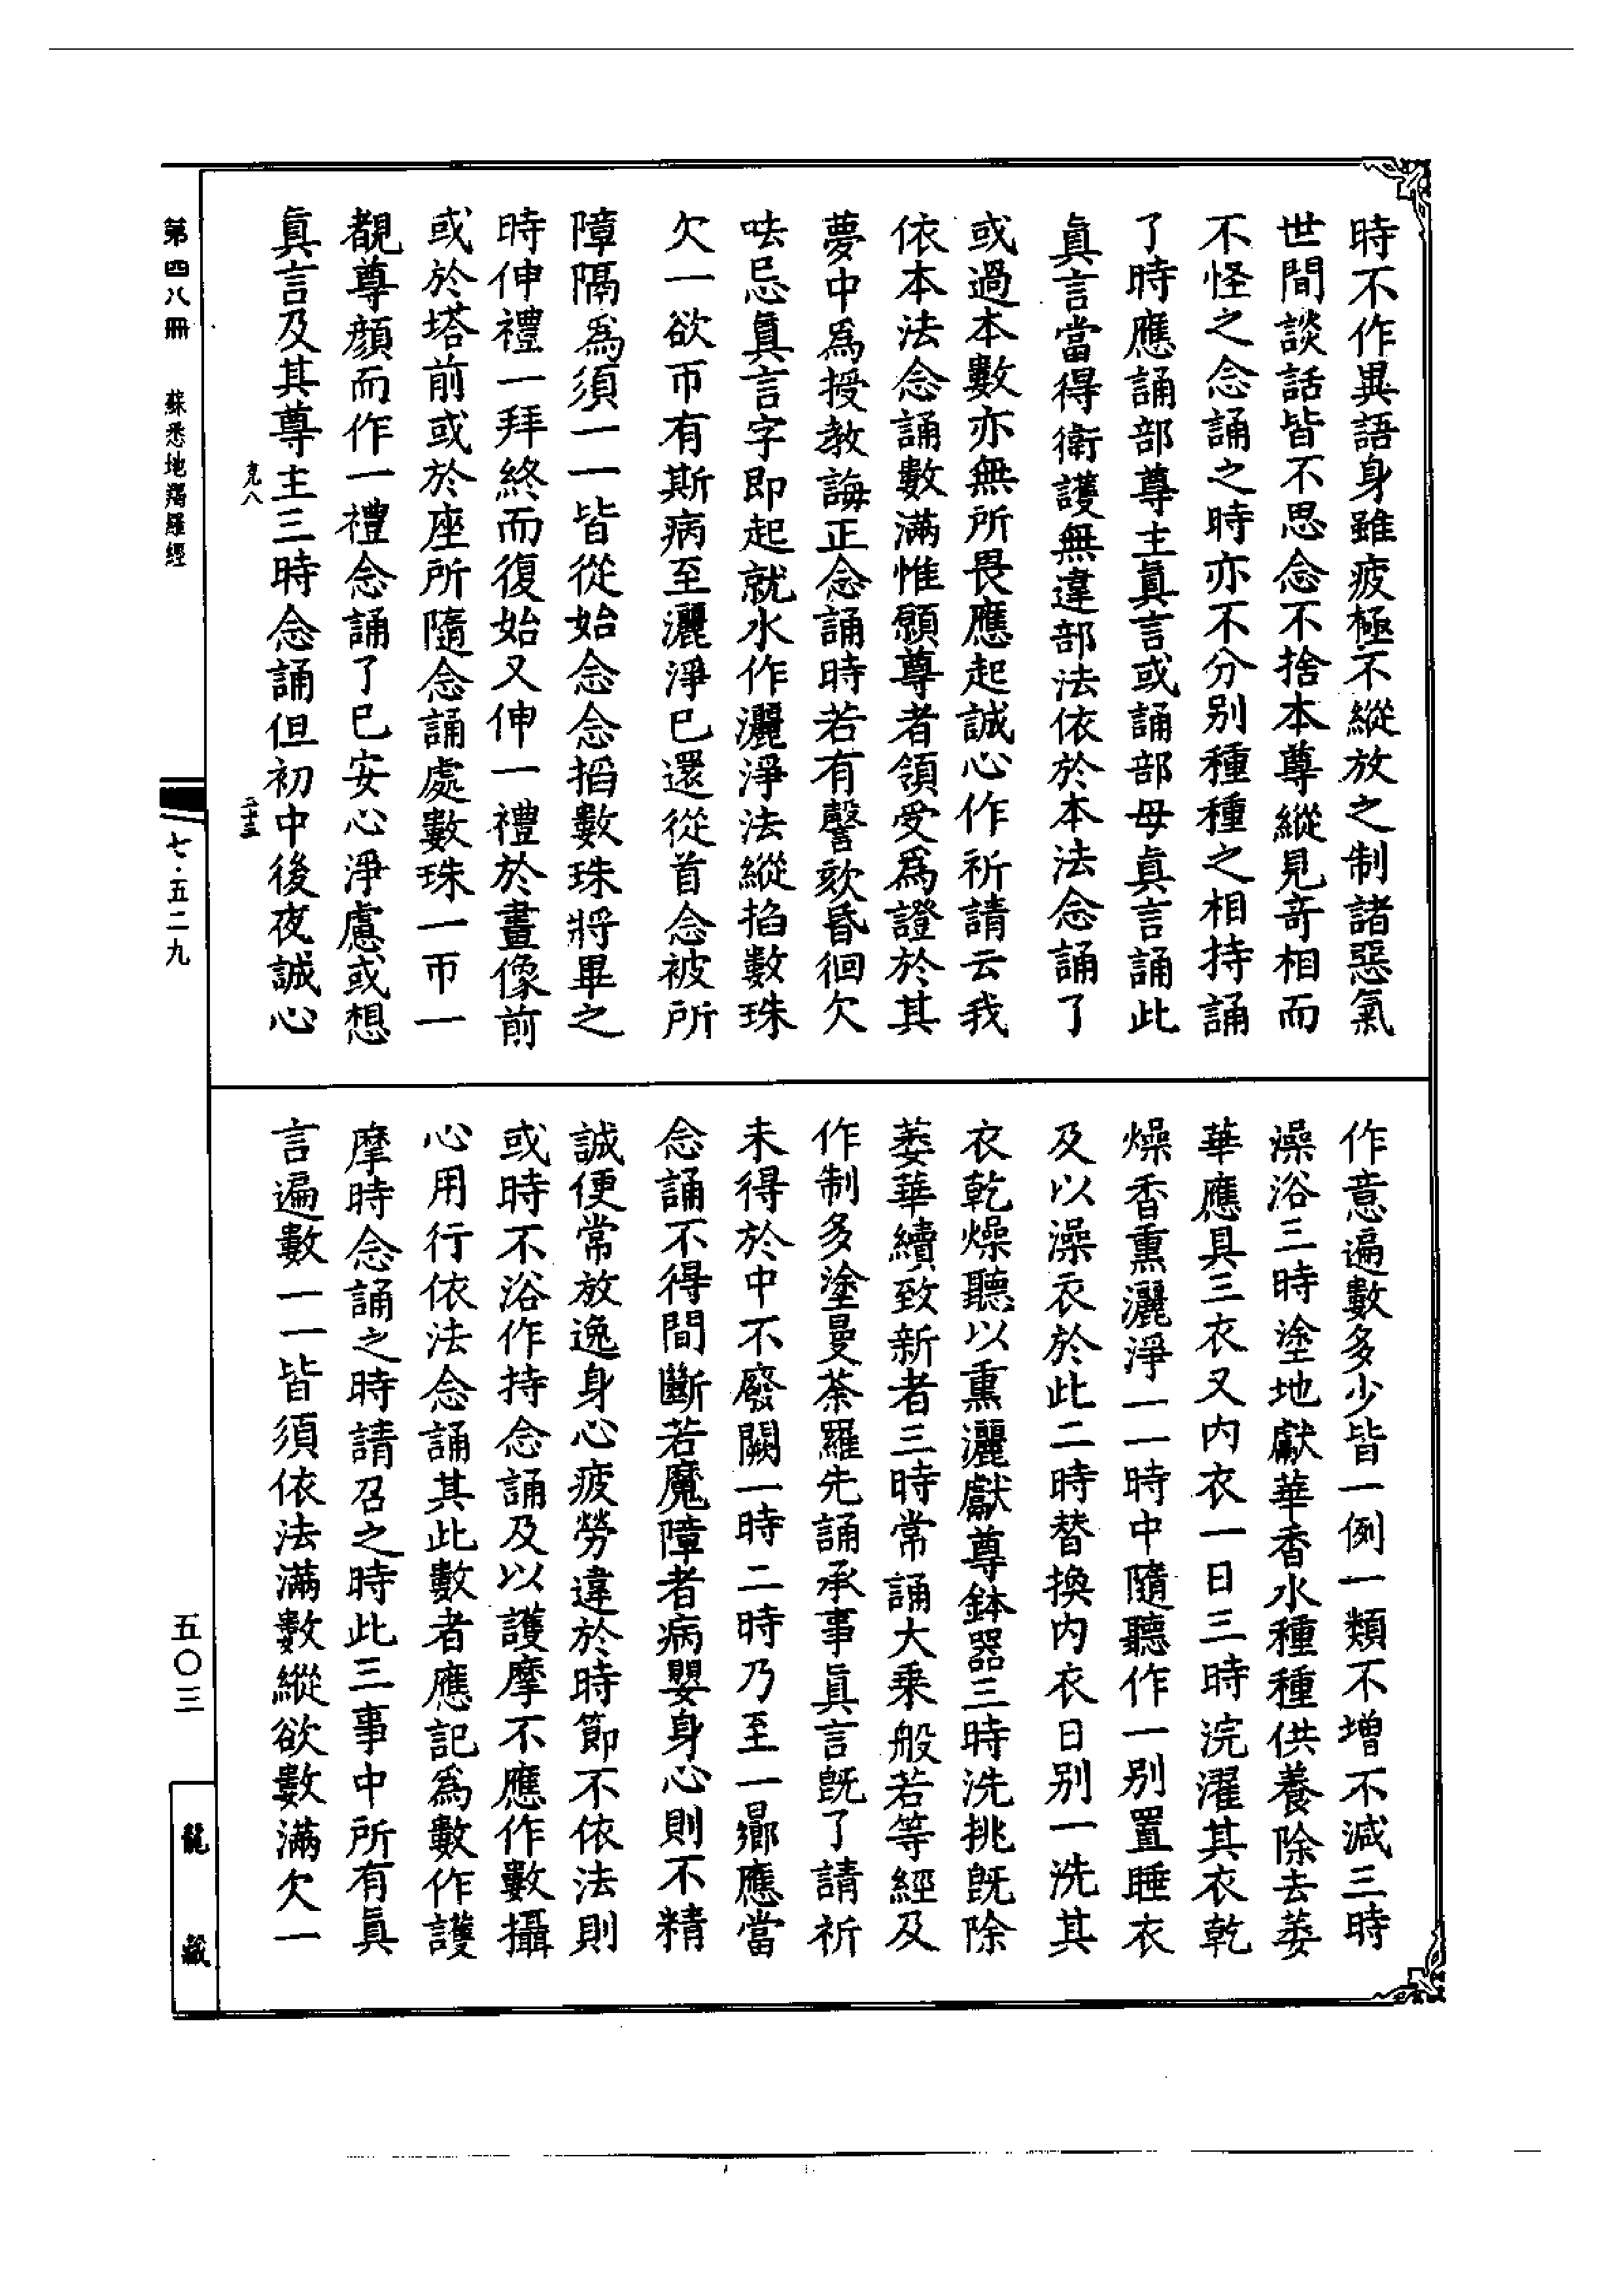 時不作異語身雖疲極不縱放之制諸惡氣
世間談話皆不思念不捨本尊縱見奇相而
不怪之念誦之時亦不分别種種之相持誦
了時應誦部尊主真言或誦部母真言誦此
真言當得衛護無違部法依於本法念誦了
或過本數亦無所畏應起誠心作祈請云我
依本法念誦數滿惟願尊者領受爲證於其
夢中爲授教誨正念誦時若有謦欬昏徊欠
呿忌真言字即起就水作灑淨法縱掐數珠
欠一欲帀有斯病至灑淨已還從首念被所
障隔爲須一一皆從始念念掐數珠將畢之
時伸禮一拜終而復始又伸一禮於畫像前
或於塔前或於座所隨念誦處數珠一帀一
覩尊顔而作一禮念誦了已安心淨慮或想
真言及其尊主三時念誦但初中後夜誠心
克八
二十三
作意遍數多少皆一例一類不增不減三時
澡浴三時塗地獻華香水種種供養除去萎
華應具三衣又内衣一日三時浣濯其衣乾
燥香熏灑淨一一時中隨聽作一别置睡衣
及以澡衣於此二時替換内衣日别一洗其
衣乾燥聽以熏灑獻尊鉢器三時洗挑既除
萎華續致新者三時常誦大乘般若等經及
作制多塗曼荼羅先誦承事真言既了請祈
未得於中不廢闕一時二時乃至一曏應當
念誦不得間斷若魔障者病嬰身心則不精
誠便常放逸身心疲勞違於時節不依法則
或時不浴作持念誦及以護摩不應作數攝
心用行依法念誦其此數者應記爲數作護
摩時念誦之時請召之時此三事中所有真
言遍數一一皆須依法滿數縱欲數滿欠一
第四八冊　蘇悉地羯羅經
七·五二九
五〇三
龍藏